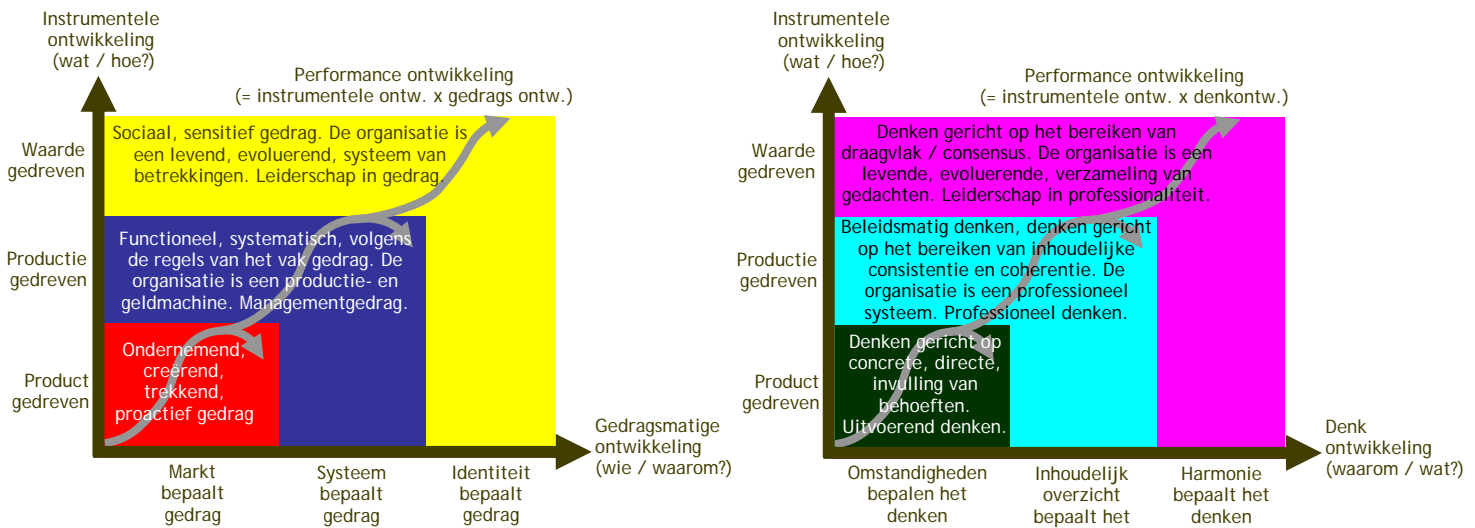 Instrumentele
ontwikkeling
(wat / hoe?)
Performance ontwikkeling
(= instrumentele ontw. x gedrags ontw.)
Waarde
gedreven
Productie
gedreven
Product
gedreven
Sociaal, sensitief gedrag. De organisatie is
een levend, evoluerend, systeem van
betrekkingen. Leiderschap in gedrag.
Functioneel, systematisch, volgens
de regels van het vak gedrag. De
organisatie is een productie- en
geldmachine. Managementgedrag.
Ondernemend,
creërend,
trekkend,
proactief gedrag
Gedragsmatige
ontwikkeling
(wie / waarom?)
Markt
bepaalt
gedrag
Systeem
bepaalt
gedrag
Identiteit
bepaalt
gedrag
Instrumentele
ontwikkeling
(wat / hoe?)
Performance ontwikkeling
(= instrumentele ontw. x denkontw.)
Waarde
gedreven
Productie
gedreven
Product
gedreven
Denken gericht op het bereiken van
draagvlak / consensus. De organisatie is een
levende, evoluerende, verzameling van
gedachten. Leiderschap in professionaliteit.
Beleidsmatig denken, denken gericht
op het bereiken van inhoudelijke
consistentie en coherentie. De
organisatie is een professioneel
systeem. Professioneel denken.
Denken gericht op
concrete, directe,
invulling van
behoeften.
Uitvoerend denken.
Denk
ontwikkeling
(waarom / wat?)
Omstandigheden
bepalen het
denken
Inhoudelijk
overzicht
bepaalt het
Harmonie
bepaalt het
denken